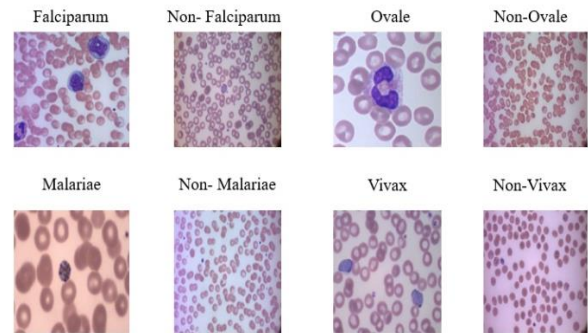 Falciparum
Non- Falciparum
Ovale
Non-Ovale
Malariae
Non- Malariae
Vivax
Non-Vivax